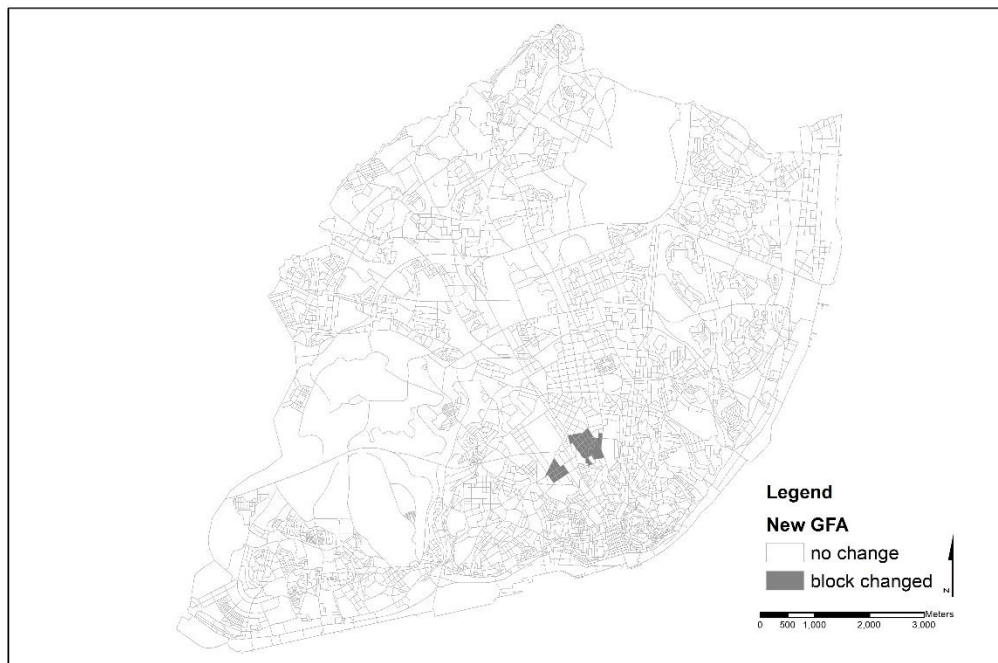 Legend
New GFA
no change
block changed
N
Meters
0 500 1,000 2,000 3,000